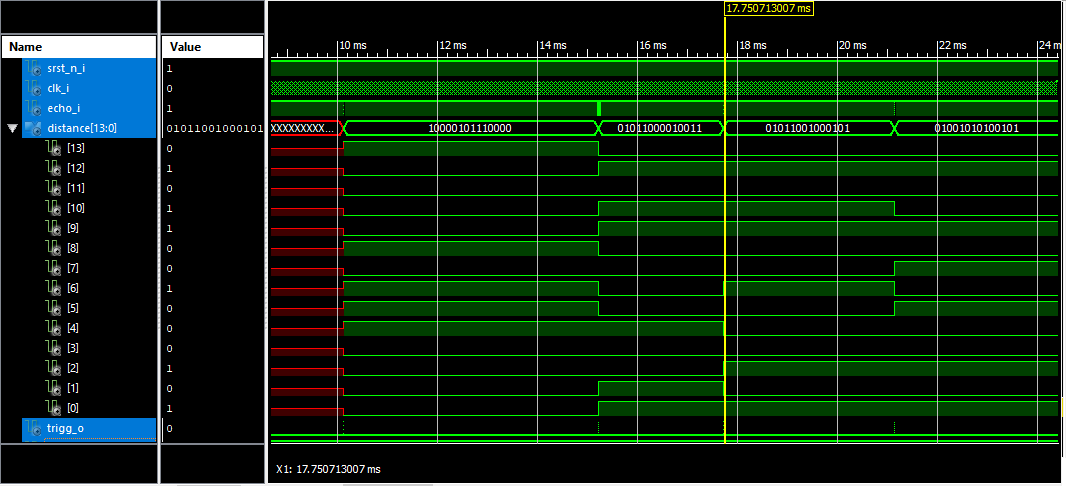 17.750713007 ms
Name Value
10 ms 12 ms 14 ms 16 ms 18 ms 20 ms 22 ms 24 m
srst_n_i 1
clk_i 0
echo_i 1
distance[13:0] 01011001000101 XXXXXXXXX... 10000101110000 01011000010011 01011001000101 01001010100101
[13] 0
[12] 1
[11] 0
[10] 1
[9] 1
[8] 0
[7] 0
[6] 1
[5] 0
[4] 0
[3] 0
[2] 1
[1] 0
[0] 1
trigg_o 0
X1: 17.750713007 ms